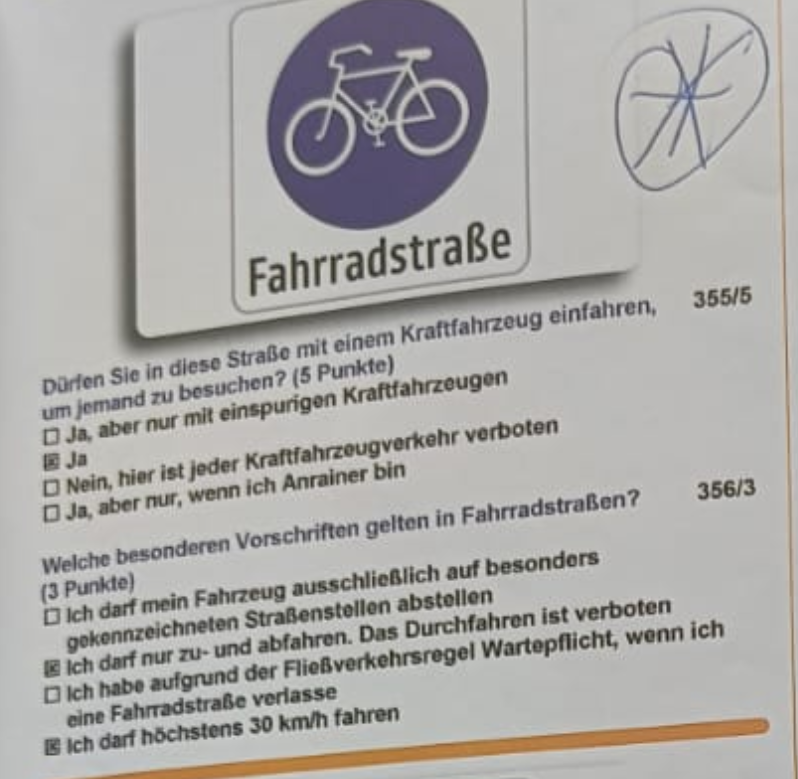 Fahrradstraße
Dürfen Sie in diese Straße mit einem Kraftfahrzeug einfahren, 355/5
um jemand zu besuchen? (5 Punkte)
☐ Ja, aber nur mit einspurigen Kraftfahrzeugen
☒ Ja
☐ Nein, hier ist jeder Kraftfahrzeugverkehr verboten
☐ Ja, aber nur, wenn ich Anrainer bin
Welche besonderen Vorschriften gelten in Fahrradstraßen? 356/3
(3 Punkte)
☐ Ich darf mein Fahrzeug ausschließlich auf besonders
gekennzeichneten Straßenstellen abstellen
☒ Ich darf nur zu- und abfahren. Das Durchfahren ist verboten
☐ Ich habe aufgrund der Fließverkehrsregel Wartepflicht, wenn ich
eine Fahrradstraße verlasse
☒ Ich darf höchstens 30 km/h fahren